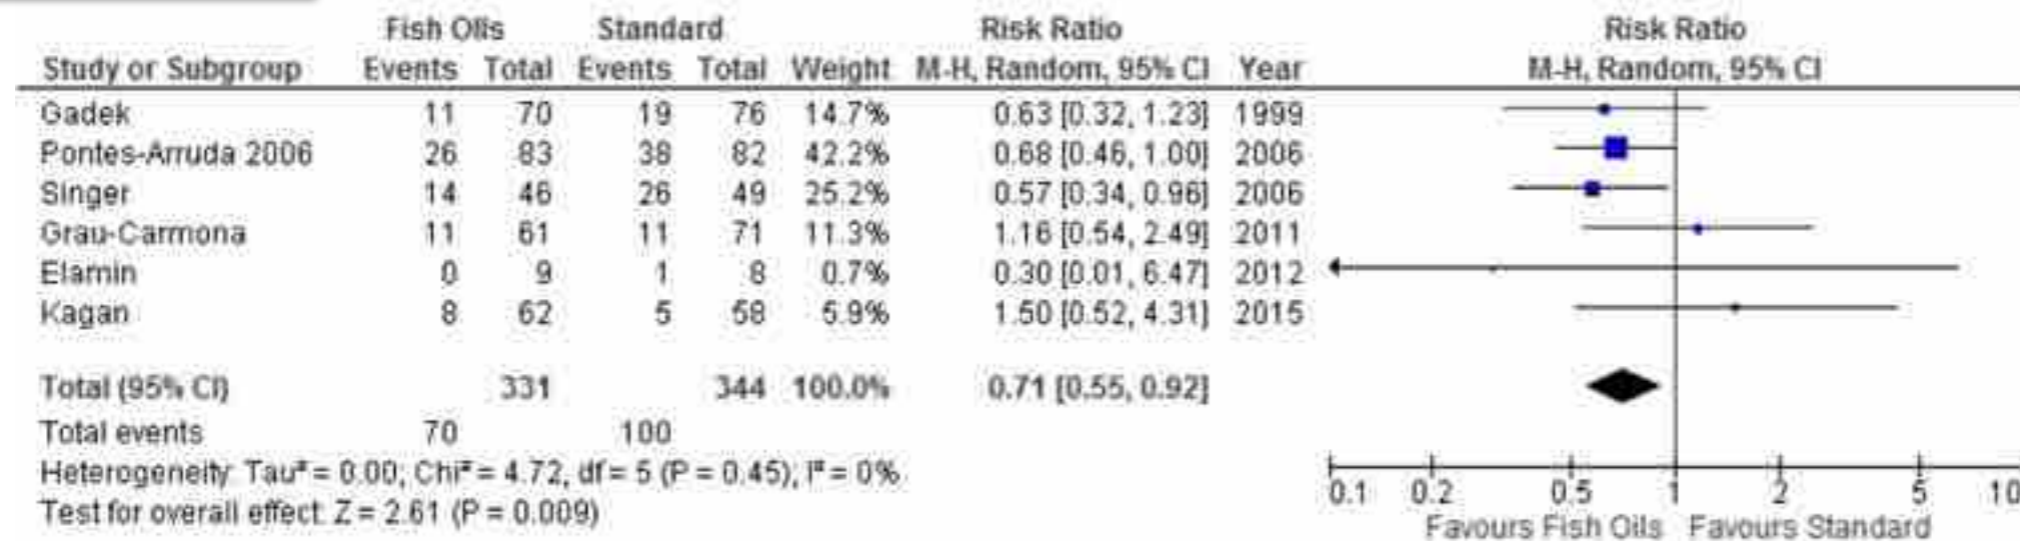 Fish Oils Standard Risk Ratio Risk Ratio
Study or Subgroup Events Total Events Total Weight M-H, Random, 95% CI Year M-H, Random, 95% CI
Gadek 11 70 19 76 14.7% 0.63 [0.32, 1.23] 1999
Pontes-Arruda 2006 26 83 38 82 42.2% 0.68 [0.46, 1.00] 2006
Singer 14 46 26 49 25.2% 0.57 [0.34, 0.96] 2006
Grau-Carmona 11 61 11 71 11.3% 1.16 [0.54, 2.49] 2011
Elamin 0 9 1 8 0.7% 0.30 [0.01, 6.47] 2012
Kagan 8 62 5 58 5.9% 1.50 [0.52, 4.31] 2015
Total (95% CI) 331 344 100.0% 0.71 [0.55, 0.92]
Total events 70 100
Heterogeneity: Tau² = 0.00; Chi² = 4.72, df = 5 (P = 0.45); I² = 0%
Test for overall effect: Z = 2.61 (P = 0.009)
0.1 0.2 0.5 1 2 5 10
Favours Fish Oils Favours Standard